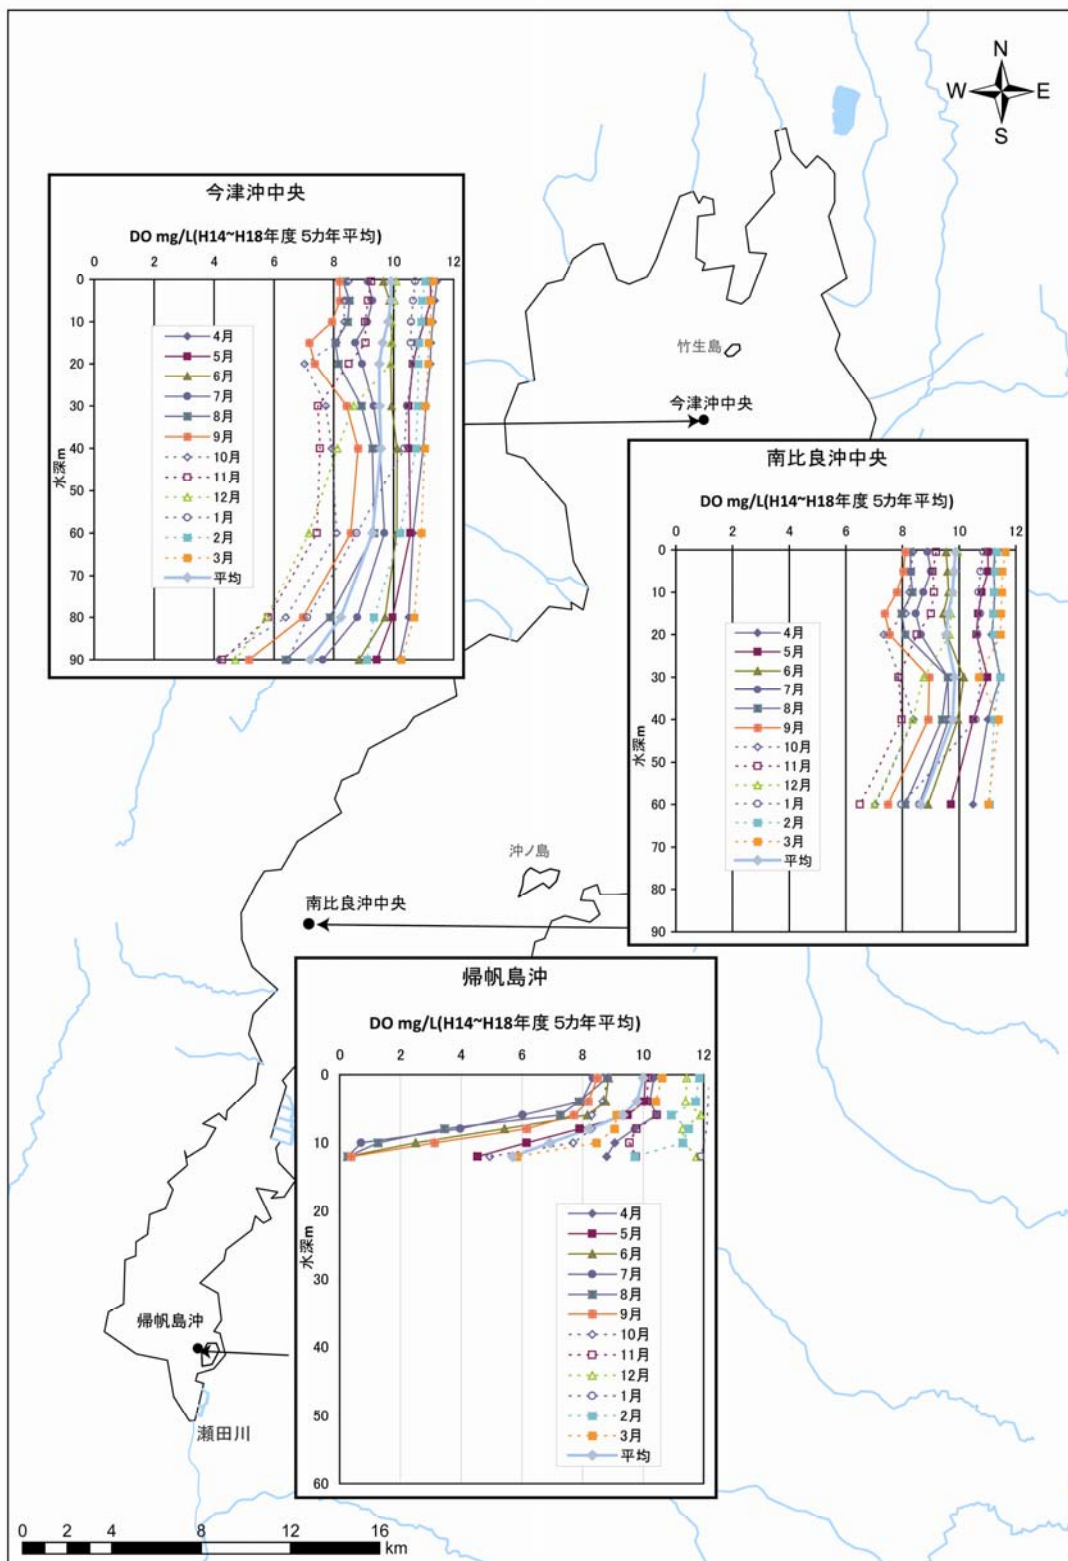 N
W E
S
今津沖中央
DO mg/L(H14~H18年度 5カ年平均)
0 2 4 6 8 10 12
0
10
20
30
40
50
60
70
80
90
水深m
4月
5月
6月
7月
8月
9月
10月
11月
12月
1月
2月
3月
平均
竹生島
今津沖中央
南比良沖中央
DO mg/L(H14~H18年度 5カ年平均)
0 2 4 6 8 10 12
0
10
20
30
40
50
60
70
80
90
水深m
4月
5月
6月
7月
8月
9月
10月
11月
12月
1月
2月
3月
平均
沖ノ島
南比良沖中央
帰帆島沖
DO mg/L(H14~H18年度 5カ年平均)
0 2 4 6 8 10 12
0
10
20
30
40
50
60
水深m
4月
5月
6月
7月
8月
9月
10月
11月
12月
1月
2月
3月
平均
帰帆島沖
瀬田川
0 2 4 8 12 16
km